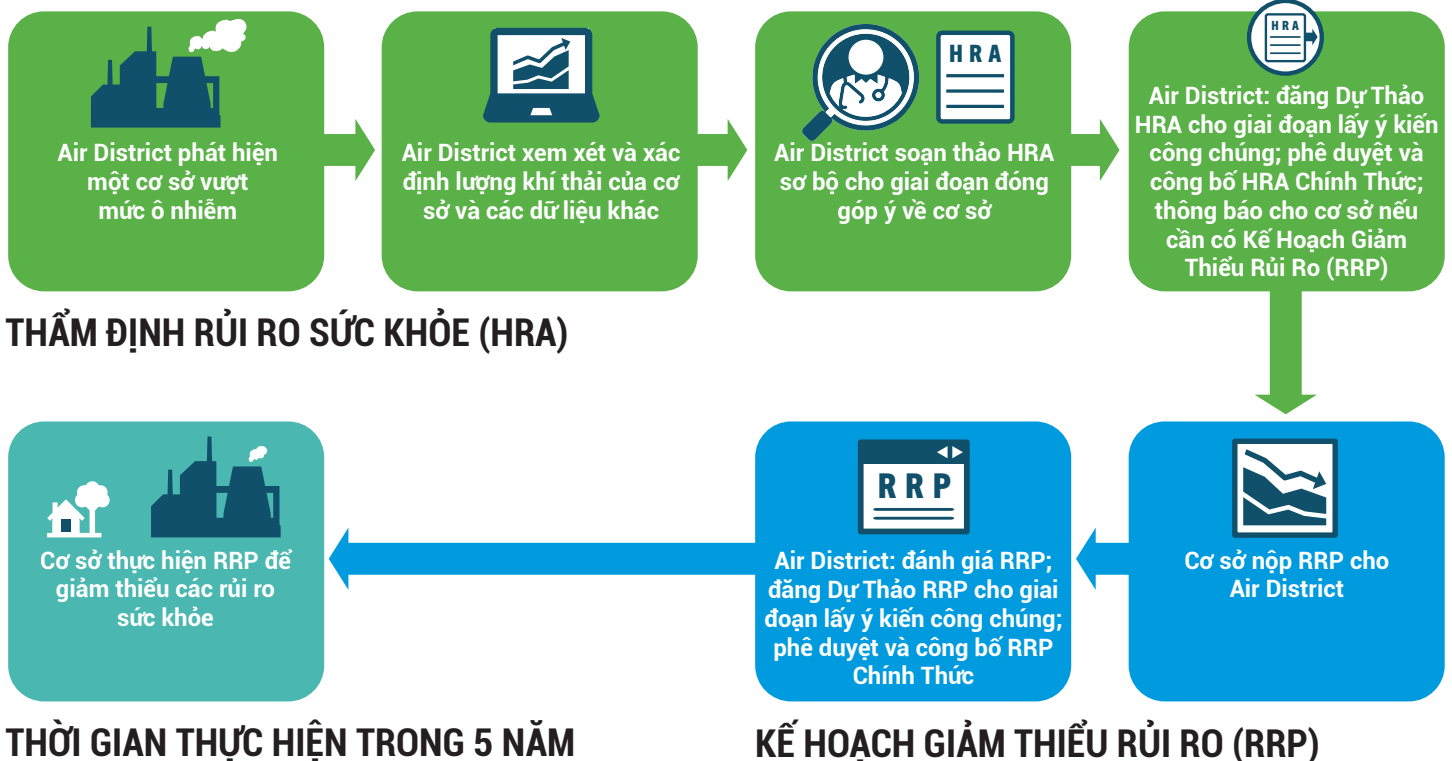 Air District phát hiện
một cơ sở vượt
mức ô nhiễm
Air District xem xét và xác
định lượng khí thải của cơ
sở và các dữ liệu khác
HRA
Air District soạn thảo HRA
sơ bộ cho giai đoạn đóng
góp ý về cơ sở
HRA
Air District: đăng Dự Thảo
HRA cho giai đoạn lấy ý kiến
công chúng; phê duyệt và
công bố HRA Chính Thức;
thông báo cho cơ sở nếu
cần có Kế Hoạch Giảm
Thiểu Rủi Ro (RRP)
THẨM ĐỊNH RỦI RO SỨC KHỎE (HRA)
Cơ sở nộp RRP cho
Air District
RRP
Air District: đánh giá RRP;
đăng Dự Thảo RRP cho giai
đoạn lấy ý kiến công chúng;
phê duyệt và công bố RRP
Chính Thức
KẾ HOẠCH GIẢM THIỂU RỦI RO (RRP)
Cơ sở thực hiện RRP để
giảm thiểu các rủi ro
sức khỏe
THỜI GIAN THỰC HIỆN TRONG 5 NĂM